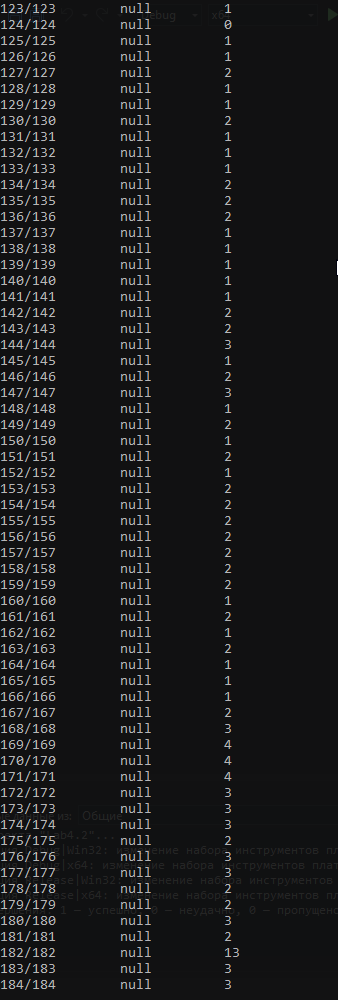 Debug x64
123/123 null 1
124/124 null 0
125/125 null 1
126/126 null 1
127/127 null 2
128/128 null 1
129/129 null 1
130/130 null 2
131/131 null 1
132/132 null 1
133/133 null 1
134/134 null 2
135/135 null 2
136/136 null 2
137/137 null 1
138/138 null 1
139/139 null 1
140/140 null 1
141/141 null 1
142/142 null 2
143/143 null 2
144/144 null 3
145/145 null 1
146/146 null 2
147/147 null 3
148/148 null 1
149/149 null 2
150/150 null 1
151/151 null 2
152/152 null 1
153/153 null 2
154/154 null 2
155/155 null 2
156/156 null 2
157/157 null 2
158/158 null 2
159/159 null 2
160/160 null 1
161/161 null 2
162/162 null 1
163/163 null 2
164/164 null 1
165/165 null 1
166/166 null 1
167/167 null 2
168/168 null 3
169/169 null 4
170/170 null 4
171/171 null 4
172/172 null 3
173/173 null 3
174/174 null 3
175/175 null 2
176/176 null 3
177/177 null 3
178/178 null 2
179/179 null 2
180/180 null 3
181/181 null 2
182/182 null 13
183/183 null 3
184/184 null 3